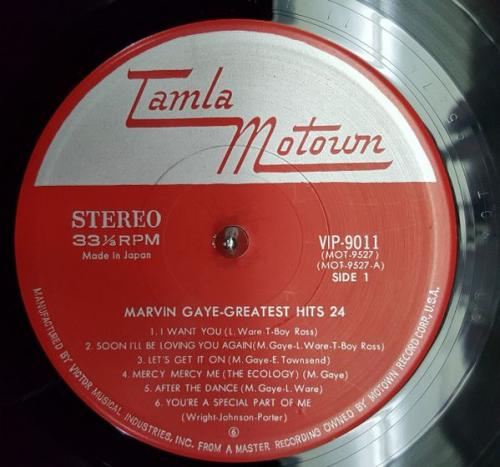 Tamla
Motown
STEREO
33⅓RPM
Made in Japan
VIP-9011
(MOT-9527)
(MOT-9527-A)
SIDE 1
MARVIN GAYE-GREATEST HITS 24
1. I WANT YOU (L. Ware-T-Boy Ross)
2. SOON I'LL BE LOVING YOU AGAIN (M. Gaye-L. Ware-T-Boy Ross)
3. LET'S GET IT ON (M. Gaye-E. Townsend)
4. MERCY MERCY ME (THE ECOLOGY) (M. Gaye)
5. AFTER THE DANCE (M. Gaye-L. Ware)
6. YOU'RE A SPECIAL PART OF ME
(Wright-Johnson-Porter)
MANUFACTURED BY VICTOR MUSICAL INDUSTRIES, INC. FROM A MASTER RECORDING OWNED BY MOTOWN RECORD CORP., U.S.A.